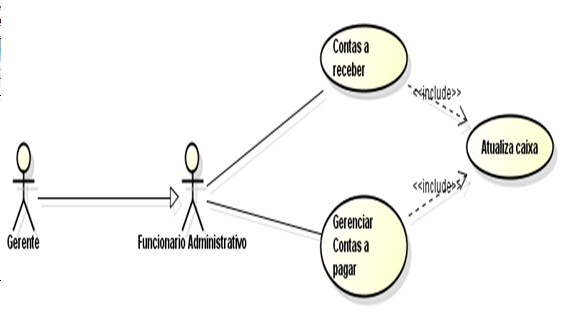 Contas a
receber
<<include>>
Atualiza caixa
<<include>>
Gerenciar
Contas a
pagar
Gerente
Funcionario Administrativo